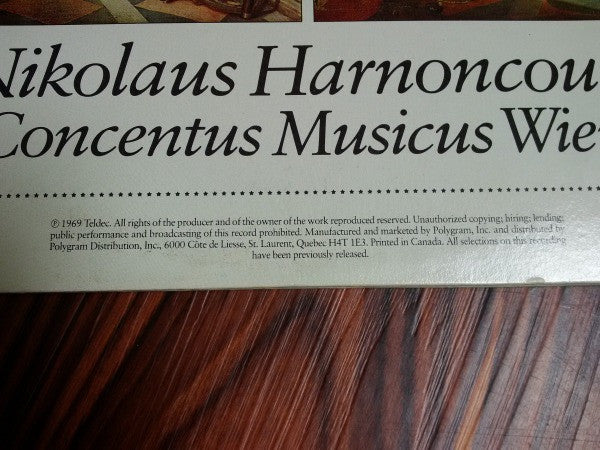 Nikolaus Harnoncou
Concentus Musicus Wie
℗ 1969 Teldec. All rights of the producer and of the owner of the work reproduced reserved. Unauthorized copying; hiring; lending;
public performance and broadcasting of this record prohibited. Manufactured and marketed by Polygram, Inc. and distributed by
Polygram Distribution, Inc., 6000 Côte de Liesse, St. Laurent, Quebec H4T 1E3. Printed in Canada. All selections on this recording
have been previously released.